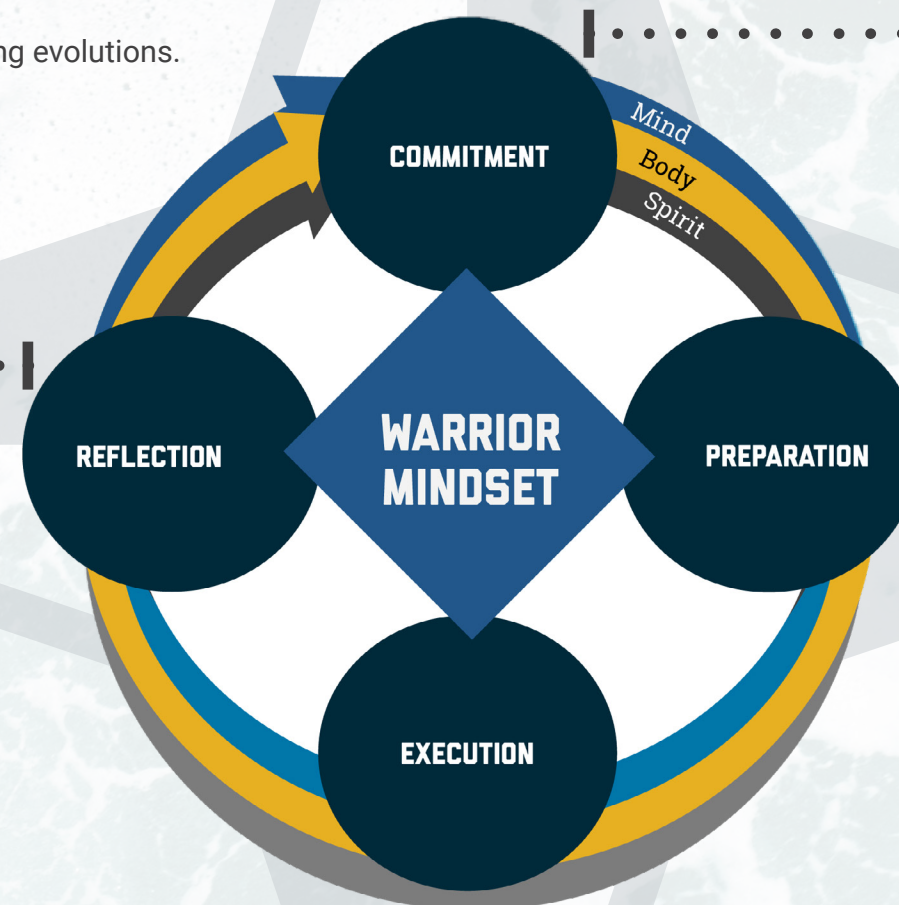 ng evolutions.
COMMITMENT
Mind
Body
Spirit
REFLECTION
WARRIOR
MINDSET
PREPARATION
EXECUTION